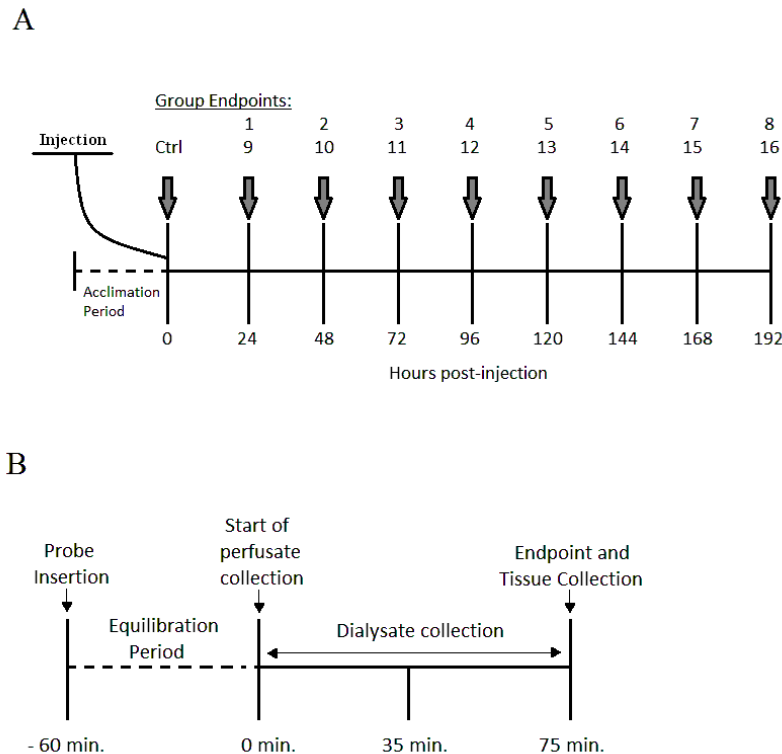 A
Group Endpoints:
Injection
1 2 3 4 5 6 7 8
Ctrl 9 10 11 12 13 14 15 16
Acclimation
Period
0 24 48 72 96 120 144 168 192
Hours post-injection
B
Probe
Insertion
Start of
perfusate
collection
Endpoint and
Tissue Collection
Equilibration
Period
Dialysate collection
- 60 min. 0 min. 35 min. 75 min.